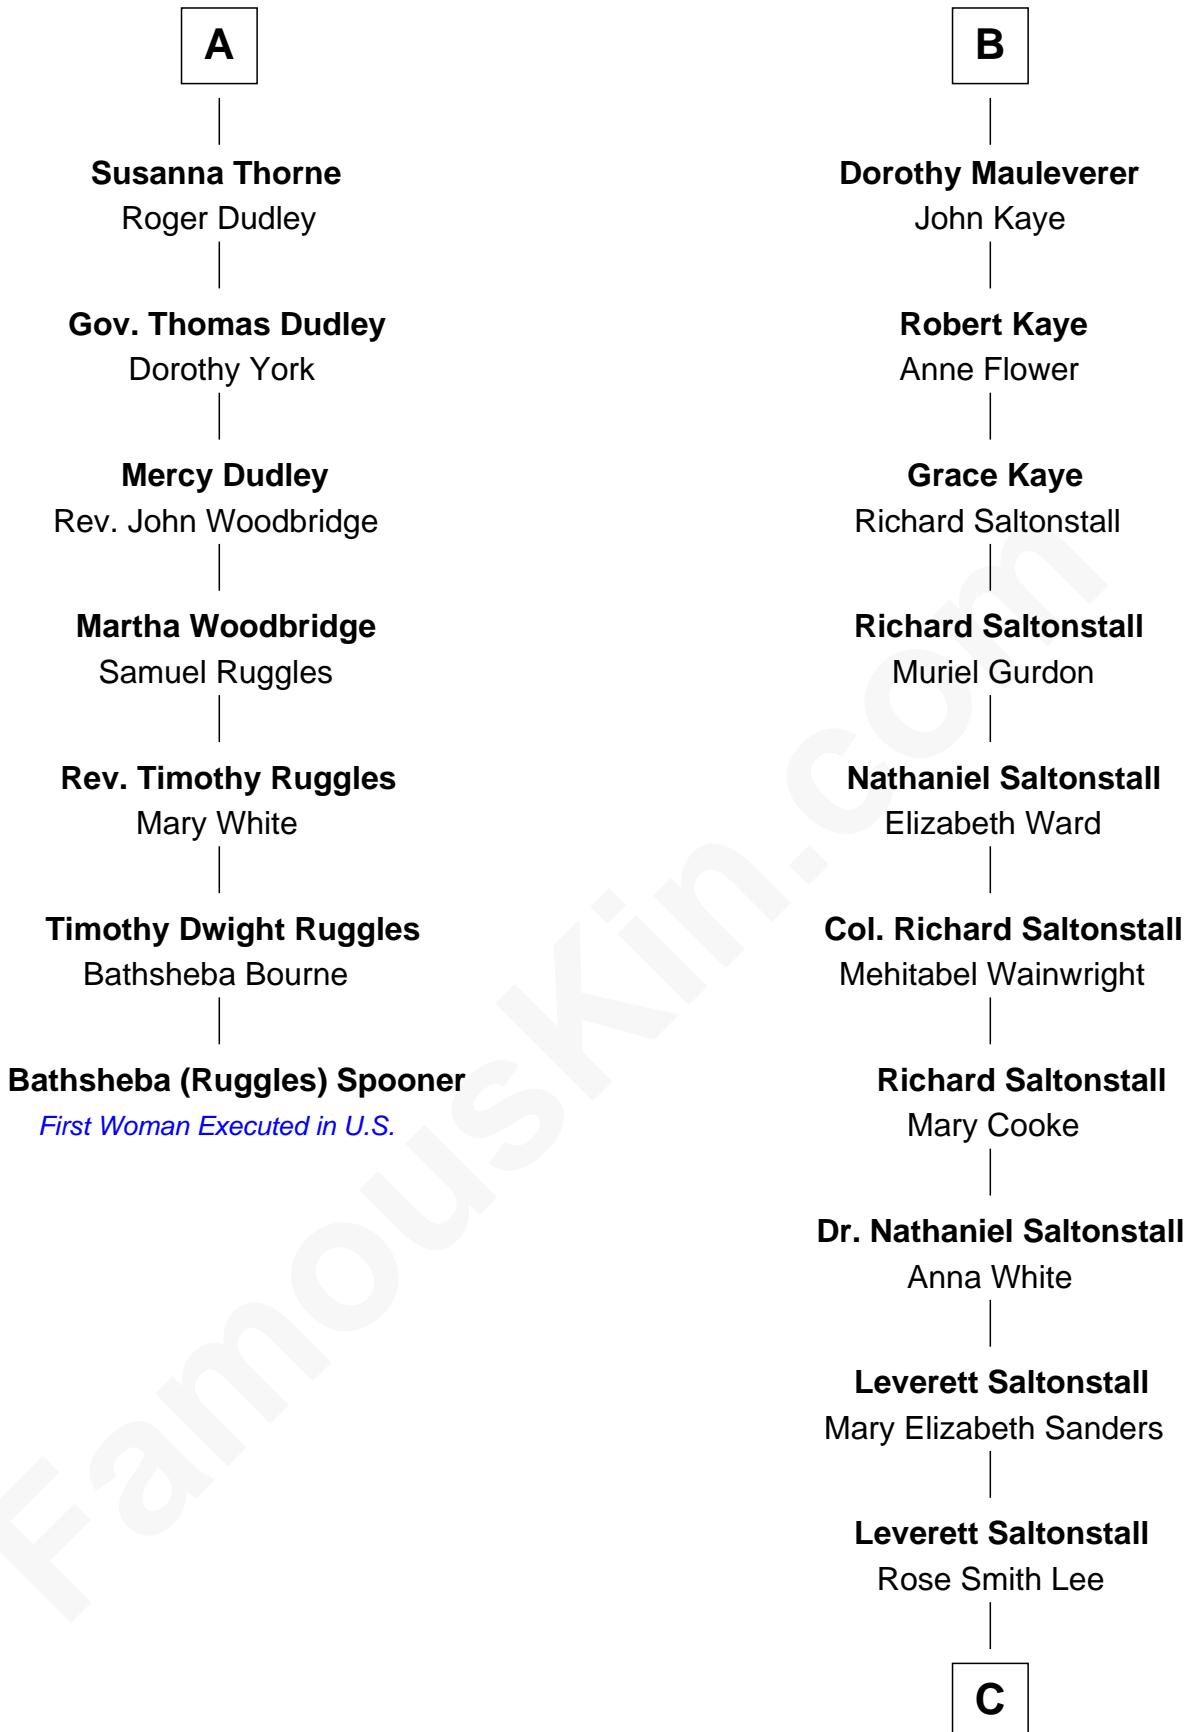 A
Susanna Thorne
Roger Dudley
Gov. Thomas Dudley
Dorothy York
Mercy Dudley
Rev. John Woodbridge
Martha Woodbridge
Samuel Ruggles
Rev. Timothy Ruggles
Mary White
Timothy Dwight Ruggles
Bathsheba Bourne
Bathsheba (Ruggles) Spooner
First Woman Executed in U.S.
B
Dorothy Mauleverer
John Kaye
Robert Kaye
Anne Flower
Grace Kaye
Richard Saltonstall
Richard Saltonstall
Muriel Gurdon
Nathaniel Saltonstall
Elizabeth Ward
Col. Richard Saltonstall
Mehitabel Wainwright
Richard Saltonstall
Mary Cooke
Dr. Nathaniel Saltonstall
Anna White
Leverett Saltonstall
Mary Elizabeth Sanders
Leverett Saltonstall
Rose Smith Lee
C
FamousKin.com